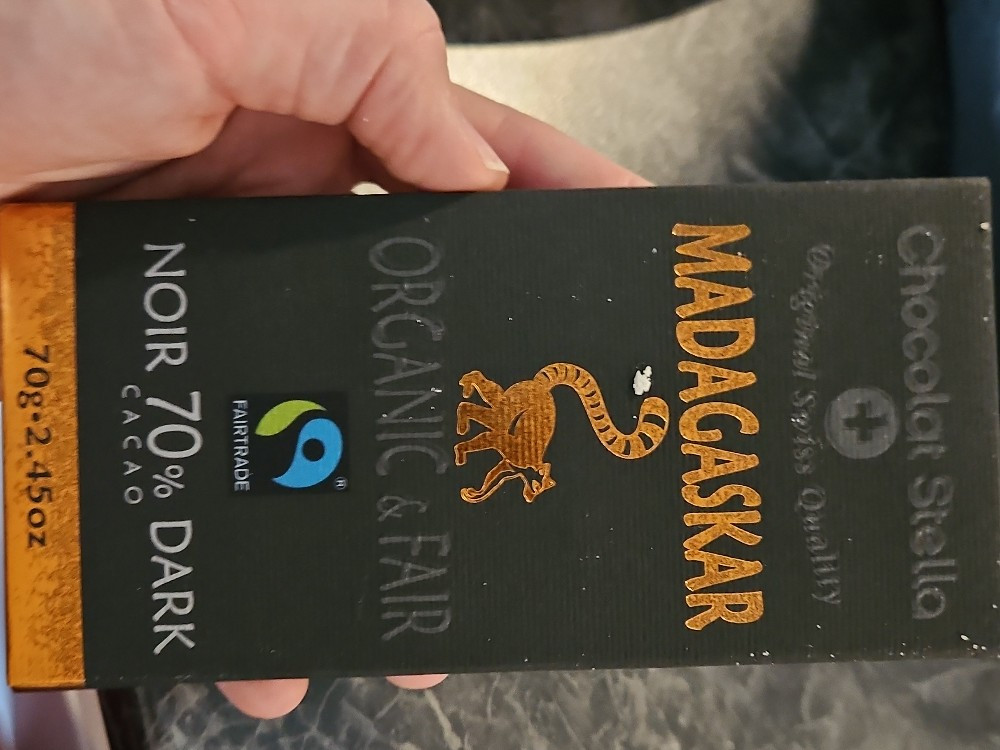 Chocolat Stella
Original Swiss Quality
MADAGASKAR
ORGANIC & FAIR
FAIRTRADE
®
NOIR 70% DARK
CACAO
70g•2.45oz